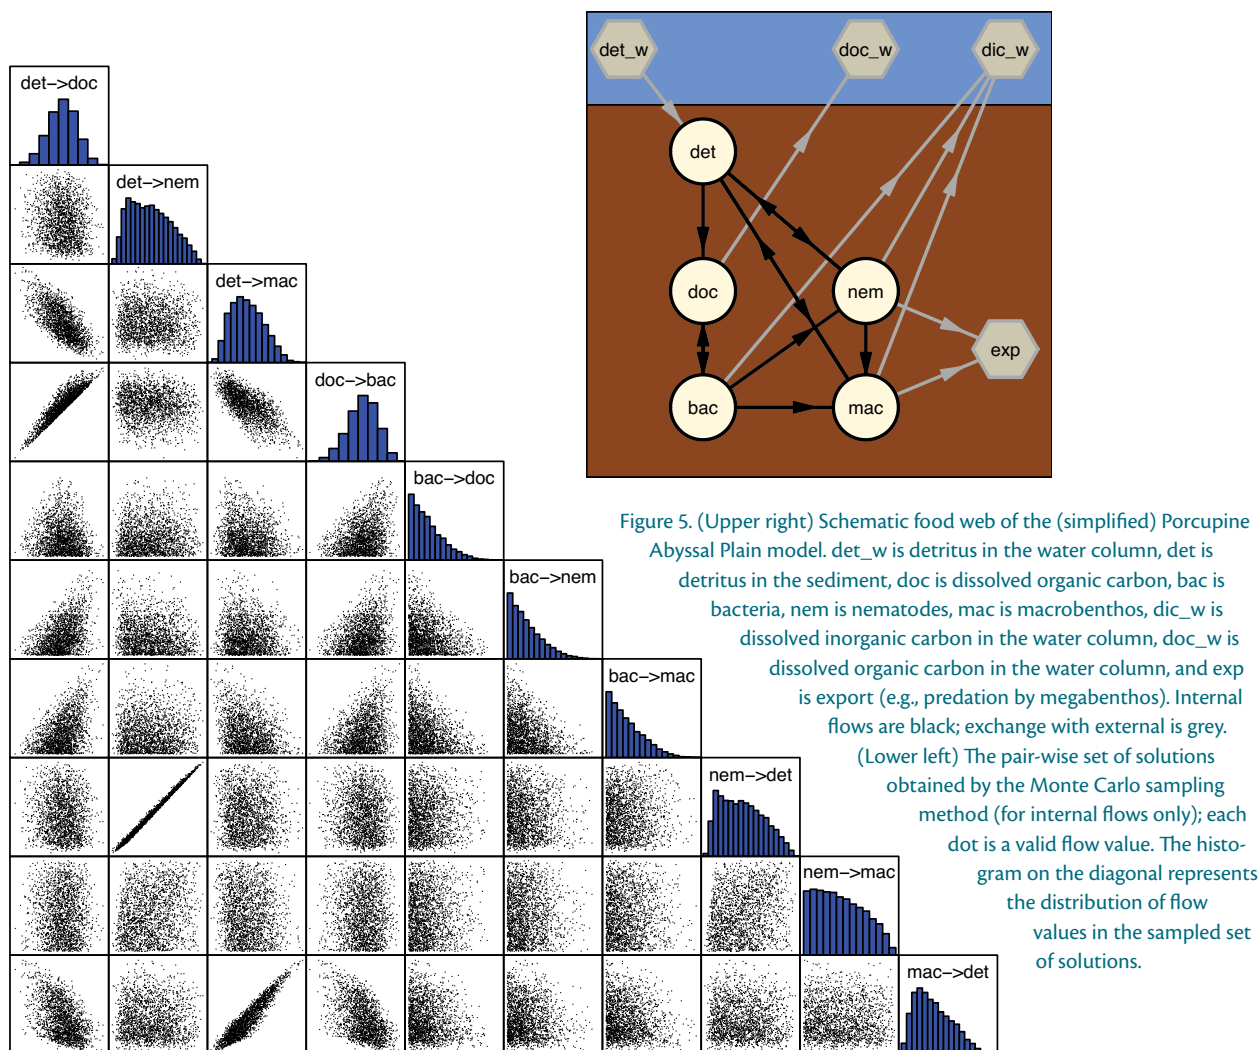 det_w
doc_w
dic_w
det
doc
nem
exp
bac
mac
det->doc
det->nem
det->mac
doc->bac
bac->doc
bac->nem
bac->mac
nem->det
nem->mac
mac->det
Figure 5. (Upper right) Schematic food web of the (simplified) Porcupine
Abyssal Plain model. det_w is detritus in the water column, det is
detritus in the sediment, doc is dissolved organic carbon, bac is
bacteria, nem is nematodes, mac is macrobenthos, dic_w is
dissolved inorganic carbon in the water column, doc_w is
dissolved organic carbon in the water column, and exp
is export (e.g., predation by megabenthos). Internal
flows are black; exchange with external is grey.
(Lower left) The pair-wise set of solutions
obtained by the Monte Carlo sampling
method (for internal flows only); each
dot is a valid flow value. The histo-
gram on the diagonal represents
the distribution of flow
values in the sampled set
of solutions.